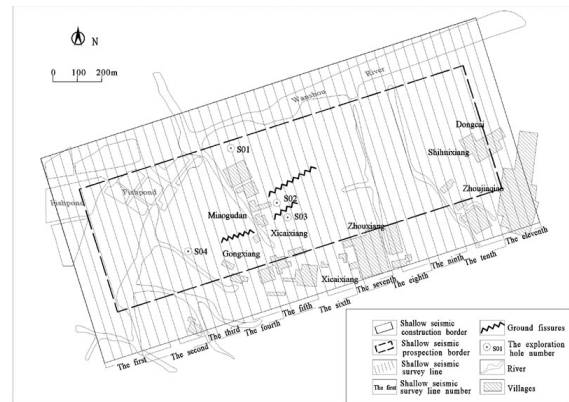 N
0 100 200m
Wanshou River
Dongcai
Shihuixiang
Zhoujiaqiao
Fishpond
Fishpond
S01
S02
S03
S04
Miaogudan
Xicaixiang
Gongxiang
Zhouxiang
Xicaixiang
The first
The second
The third
The fourth
The fifth
The sixth
The seventh
The eighth
The ninth
The tenth
The eleventh
Shallow seismic
construction border
Shallow seismic
prospection border
Shallow seismic
survey line
The first
Shallow seismic
survey line number
Ground fissures
S01
The exploration
hole number
River
Villages